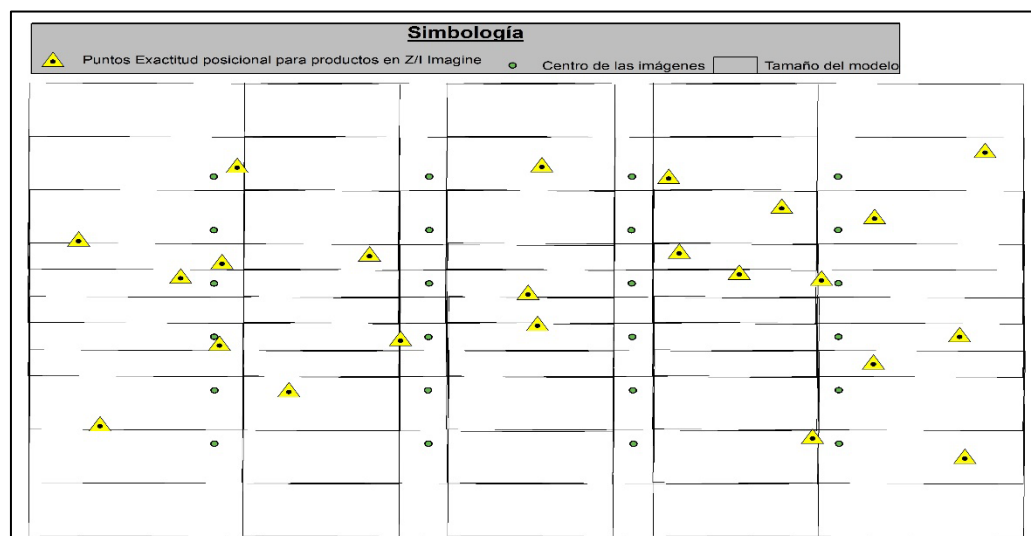 Simbología
Puntos Exactitud posicional para productos en Z/I Imagine Centro de las imágenes Tamaño del modelo